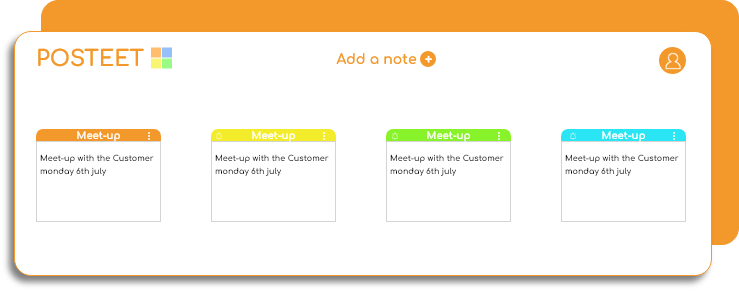 POSTEET
Add a note
Meet-up
Meet-up with the Customer
monday 6th july
Meet-up
Meet-up with the Customer
monday 6th july
Meet-up
Meet-up with the Customer
monday 6th july
Meet-up
Meet-up with the Customer
monday 6th july